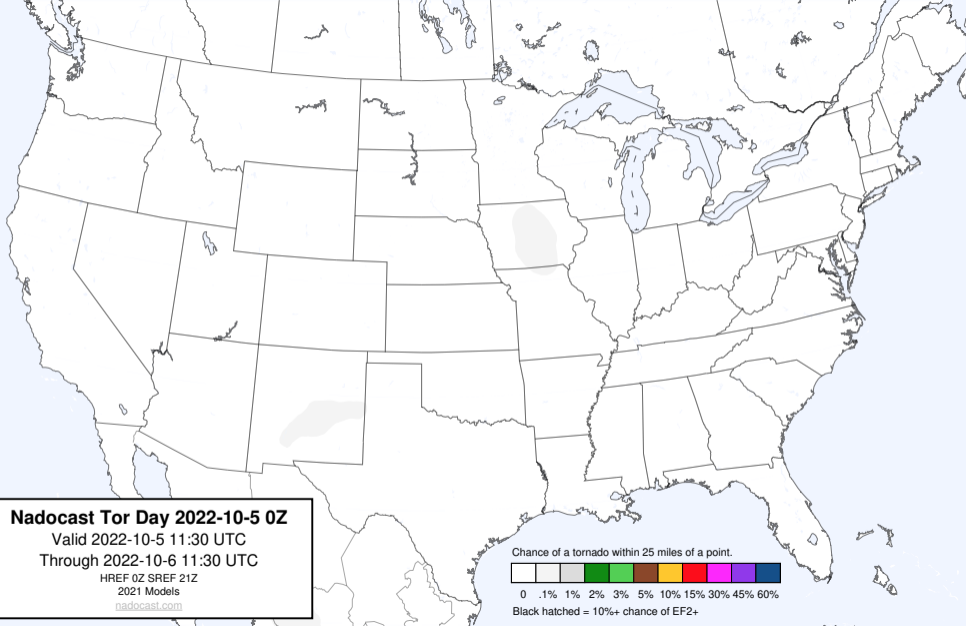 Nadocast Tor Day 2022-10-5 0Z
Valid 2022-10-5 11:30 UTC
Through 2022-10-6 11:30 UTC
HREF 0Z SREF 21Z
2021 Models
nadocast.com
Chance of a tornado within 25 miles of a point.
0 .1% 1% 2% 3% 5% 10% 15% 30% 45% 60%
Black hatched = 10%+ chance of EF2+